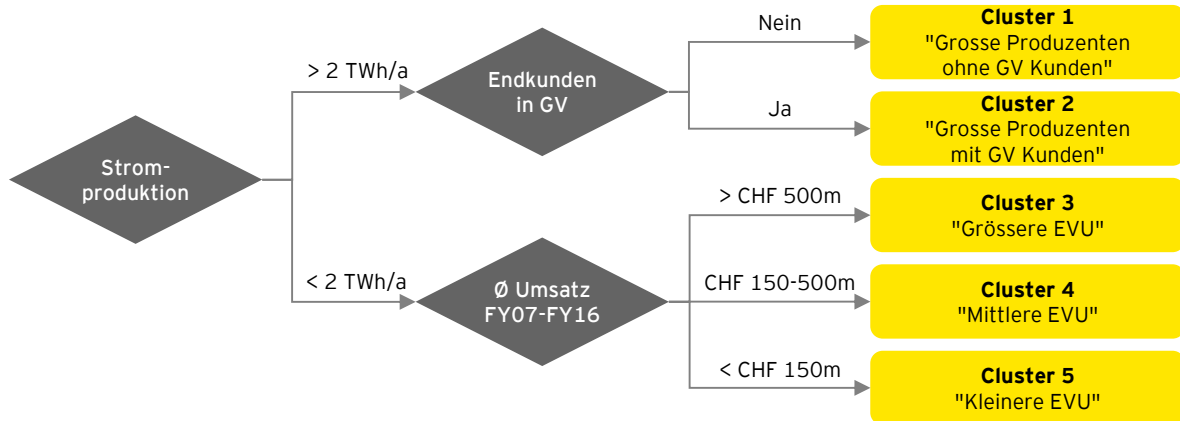 Strom-
produktion
> 2 TWh/a
Endkunden
in GV
Nein
Cluster 1
"Grosse Produzenten
ohne GV Kunden"
Ja
Cluster 2
"Grosse Produzenten
mit GV Kunden"
< 2 TWh/a
Ø Umsatz
FY07-FY16
> CHF 500m
Cluster 3
"Grössere EVU"
CHF 150-500m
Cluster 4
"Mittlere EVU"
< CHF 150m
Cluster 5
"Kleinere EVU"